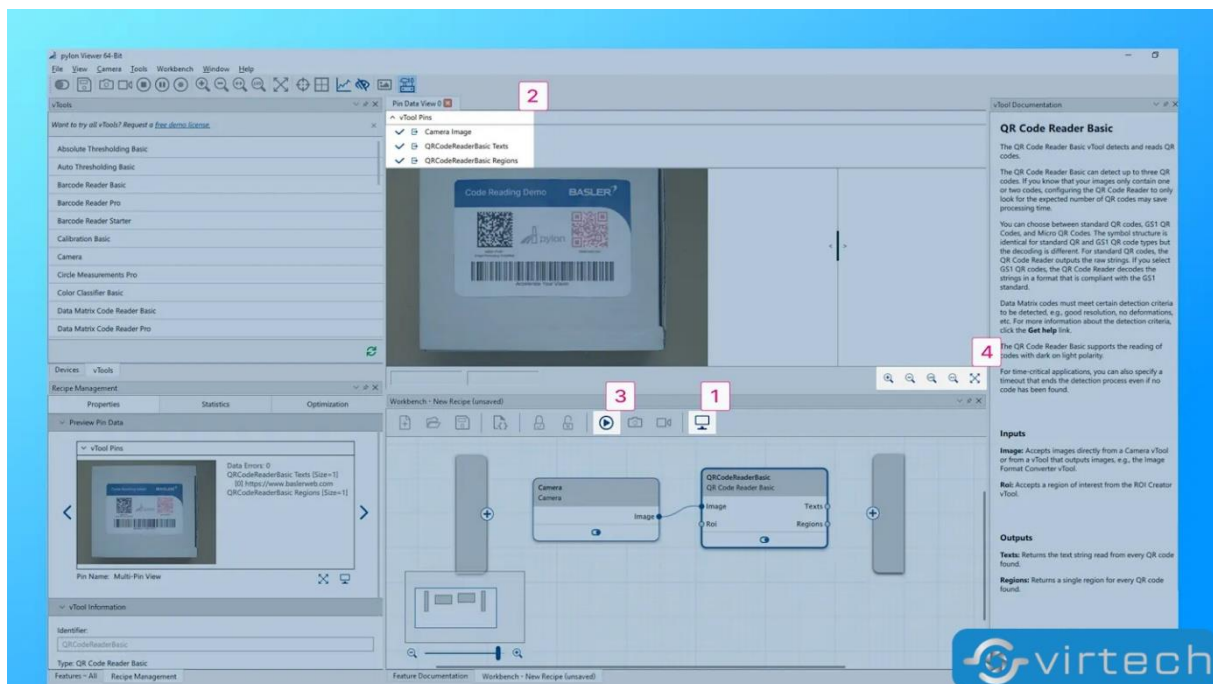 pylon Viewer 64-Bit
File View Camera Tools Workbench Window Help
vTools
Want to try all vTools? Request a free demo license.
Absolute Thresholding Basic
Auto Thresholding Basic
Barcode Reader Basic
Barcode Reader Pro
Barcode Reader Starter
Calibration Basic
Camera
Circle Measurements Pro
Color Classifier Basic
Data Matrix Code Reader Basic
Data Matrix Code Reader Pro
Devices vTools
Recipe Management
Properties Statistics Optimization
Preview Pin Data
vTool Pins
Data Errors: 0
QRCodeReaderBasic Texts [Size=1]
[0] https://www.baslerweb.com
QRCodeReaderBasic Regions [Size=1]
Pin Name: Multi-Pin View
vTool Information
Identifier:
QRCodeReaderBasic
Type: QR Code Reader Basic
Features - All Recipe Management
Pin Data View 0
2
vTool Pins
Camera Image
QRCodeReaderBasic Texts
QRCodeReaderBasic Regions
Code Reading Demo BASLER
pylon
Accelerate Your Vision
4
3
1
Workbench - New Recipe (unsaved)
Camera
Camera
Image
QRCodeReaderBasic
QR Code Reader Basic
Image Texts
Roi Regions
Feature Documentation Workbench - New Recipe (unsaved)
vTool Documentation
QR Code Reader Basic
The QR Code Reader Basic vTool detects and reads QR
codes.
The QR Code Reader Basic can detect up to three QR
codes. If you know that your images only contain one
or two codes, configuring the QR Code Reader to only
look for the expected number of QR codes may save
processing time.
You can choose between standard QR codes, GS1 QR
Codes, and Micro QR Codes. The symbol structure is
identical for standard QR and GS1 QR code types but
the decoding is different. For standard QR codes, the
QR Code Reader outputs the raw strings. If you select
GS1 QR codes, the QR Code Reader decodes the
strings in a format that is compliant with the GS1
standard.
Data Matrix codes must meet certain detection criteria
to be detected, e.g., good resolution, no deformations,
etc. For more information about the detection criteria,
click the Get help link.
The QR Code Reader Basic supports the reading of
codes with dark on light polarity.
For time-critical applications, you can also specify a
timeout that ends the detection process even if no
code has been found.
Inputs
Image: Accepts images directly from a Camera vTool
or from a vTool that outputs images, e.g., the Image
Format Converter vTool.
Roi: Accepts a region of interest from the ROI Creator
vTool.
Outputs
Texts: Returns the text string read from every QR code
found.
Regions: Returns a single region for every QR code
found.
virtech